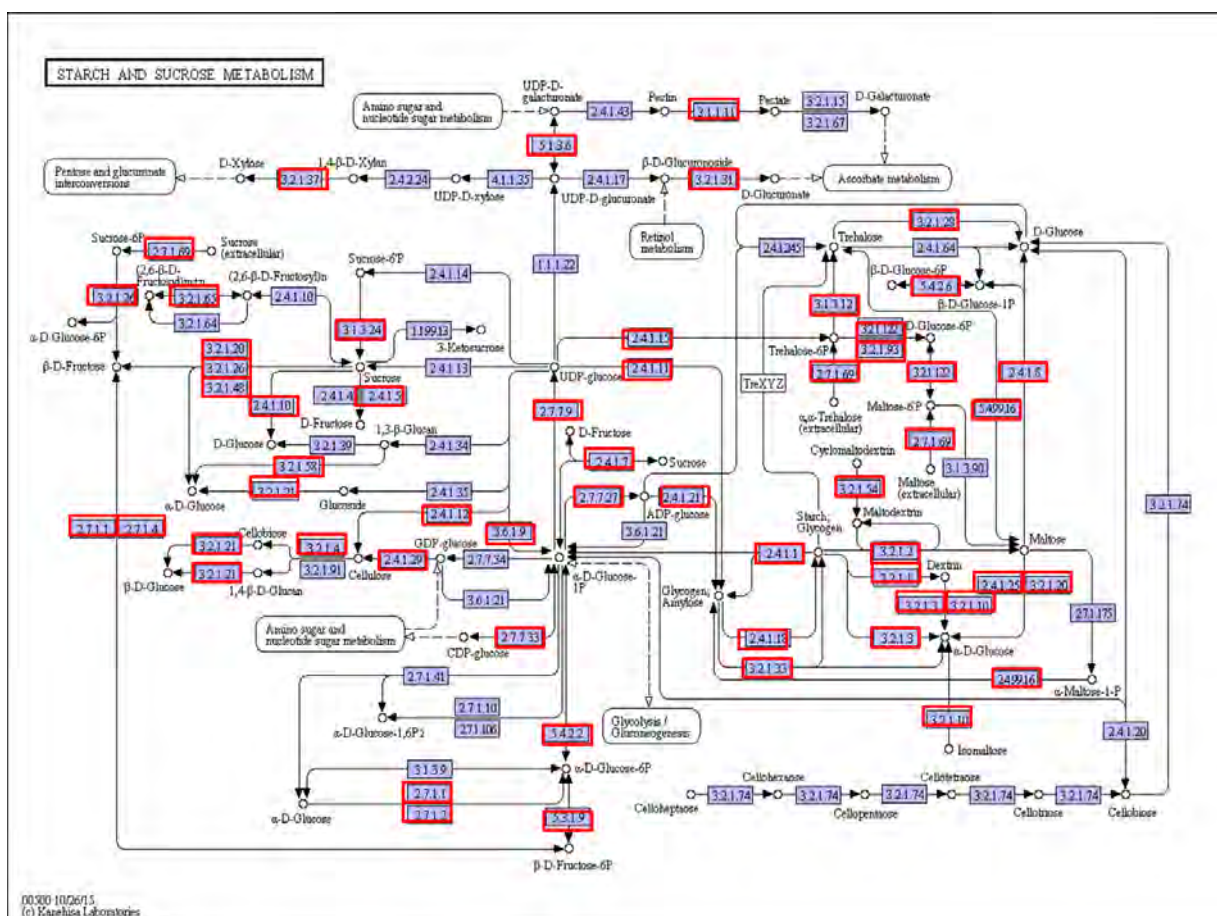 STARCH AND SUCROSE METABOLISM
UDP-D-
galacturonate
Amino sugar and
nucleotide sugar metabolism
2.4.1.43
Pectin
3.1.1.11
Pectate
3.2.1.15
3.2.1.67
D-Galacturonate
5.1.3.6
Pentose and glucuronate
interconversions
D-Xylose
3.2.1.37
1,4-β-D-Xylan
2.4.2.24
UDP-D-xylose
4.1.1.35
2.4.1.17
UDP-D-glucuronate
β-D-Glucuronoside
3.2.1.31
D-Glucuronate
Ascorbate metabolism
Retinol
metabolism
1.1.1.22
Sucrose-6P
2.7.1.69
Sucrose
(extracellular)
3.2.1.26
(2,6-β-D-
3.2.1.65
3.2.1.64
(2,6-β-D-Fructosyl)n
2.4.1.10
Sucrose-6'P
2.4.1.14
3.1.3.24
1.1.99.13
3-Ketosucrose
α-D-Glucose-6P
β-D-Fructose
3.2.1.20
3.2.1.26
3.2.1.48
2.4.1.10
Sucrose
2.4.1.13
UDP-glucose
2.4.1.4
2.4.1.5
D-Fructose
D-Glucose
3.2.1.39
1,3-β-Glucan
2.4.1.34
3.2.1.58
α-D-Glucose
3.2.1.21
Glucoside
2.4.1.35
2.4.1.12
2.4.1.245
Trehalose
3.2.1.28
2.4.1.64
D-Glucose
β-D-Glucose-6P
5.4.2.6
β-D-Glucose-1P
3.1.3.12
2.4.1.15
2.4.1.11
Trehalose-6P
3.2.1.122
3.2.1.93
D-Glucose-6P
2.7.1.69
TreXYZ
α,α-Trehalose
(extracellular)
3.2.1.122
Maltose-6'P
2.7.1.69
Maltose
(extracellular)
3.1.3.90
2.4.1.8
5.4.99.16
3.2.1.74
2.7.7.9
D-Fructose
2.4.1.7
Sucrose
2.7.7.27
ADP-glucose
2.4.1.21
3.6.1.21
3.6.1.9
Cyclomaltodextrin
3.2.1.54
Maltodextrin
Starch;
Glycogen
Maltose
2.7.1.1
2.7.1.4
Cellobiose
3.2.1.21
3.2.1.4
3.2.1.91
β-D-Glucose
3.2.1.21
1,4-β-D-Glucan
Cellulose
2.4.1.29
GDP-glucose
2.7.7.34
3.6.1.21
α-D-Glucose-
1P
2.4.1.1
Glycogen;
Amylose
3.2.1.2
Dextrin
3.2.1.1
2.4.1.25
3.2.1.20
3.2.1.3
3.2.1.10
3.2.1.3
α-D-Glucose
2.7.1.175
Amino sugar and
nucleotide sugar metabolism
CDP-glucose
2.7.7.33
2.4.1.18
3.2.1.33
2.4.99.16
α-Maltose-1-P
2.7.1.41
2.7.1.10
2.7.1.106
α-D-Glucose-1,6P2
Glycolysis /
Gluconeogenesis
3.2.1.10
Isomaltose
2.4.1.20
5.4.2.2
3.1.3.9
α-D-Glucose-6P
2.7.1.1
2.7.1.2
α-D-Glucose
5.3.1.9
β-D-Fructose-6P
Celloheptaose
3.2.1.74
Cellohexaose
3.2.1.74
Cellopentaose
3.2.1.74
Cellotetraose
3.2.1.74
Cellotriose
3.2.1.74
Cellobiose
00500 10/26/15
(c) Kanehisa Laboratories